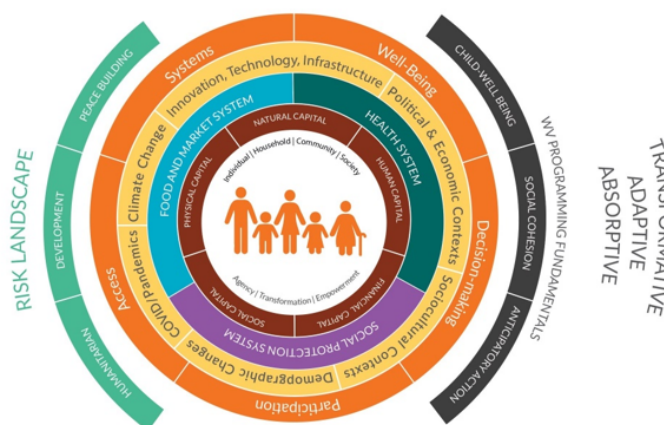 RISK LANDSCAPE
PEACE BUILDING
DEVELOPMENT
HUMANITARIAN
Systems
Well-Being
Decision-making
Participation
Access
Innovation, Technology, Infrastructure
Political & Economic Contexts
Sociocultural Contexts
Demographic Changes
COVID/Pandemics
Climate Change
FOOD AND MARKET SYSTEM
HEALTH SYSTEM
SOCIAL PROTECTION SYSTEM
NATURAL CAPITAL
HUMAN CAPITAL
FINANCIAL CAPITAL
SOCIAL CAPITAL
PHYSICAL CAPITAL
Individual | Household | Community | Society
Agency | Transformation | Empowerment
CHILD-WELL BEING
SOCIAL COHESION
ANTICIPATORY ACTION
WV PROGRAMMING FUNDAMENTALS
TRANSFORMATIVE
ADAPTIVE
ABSORPTIVE